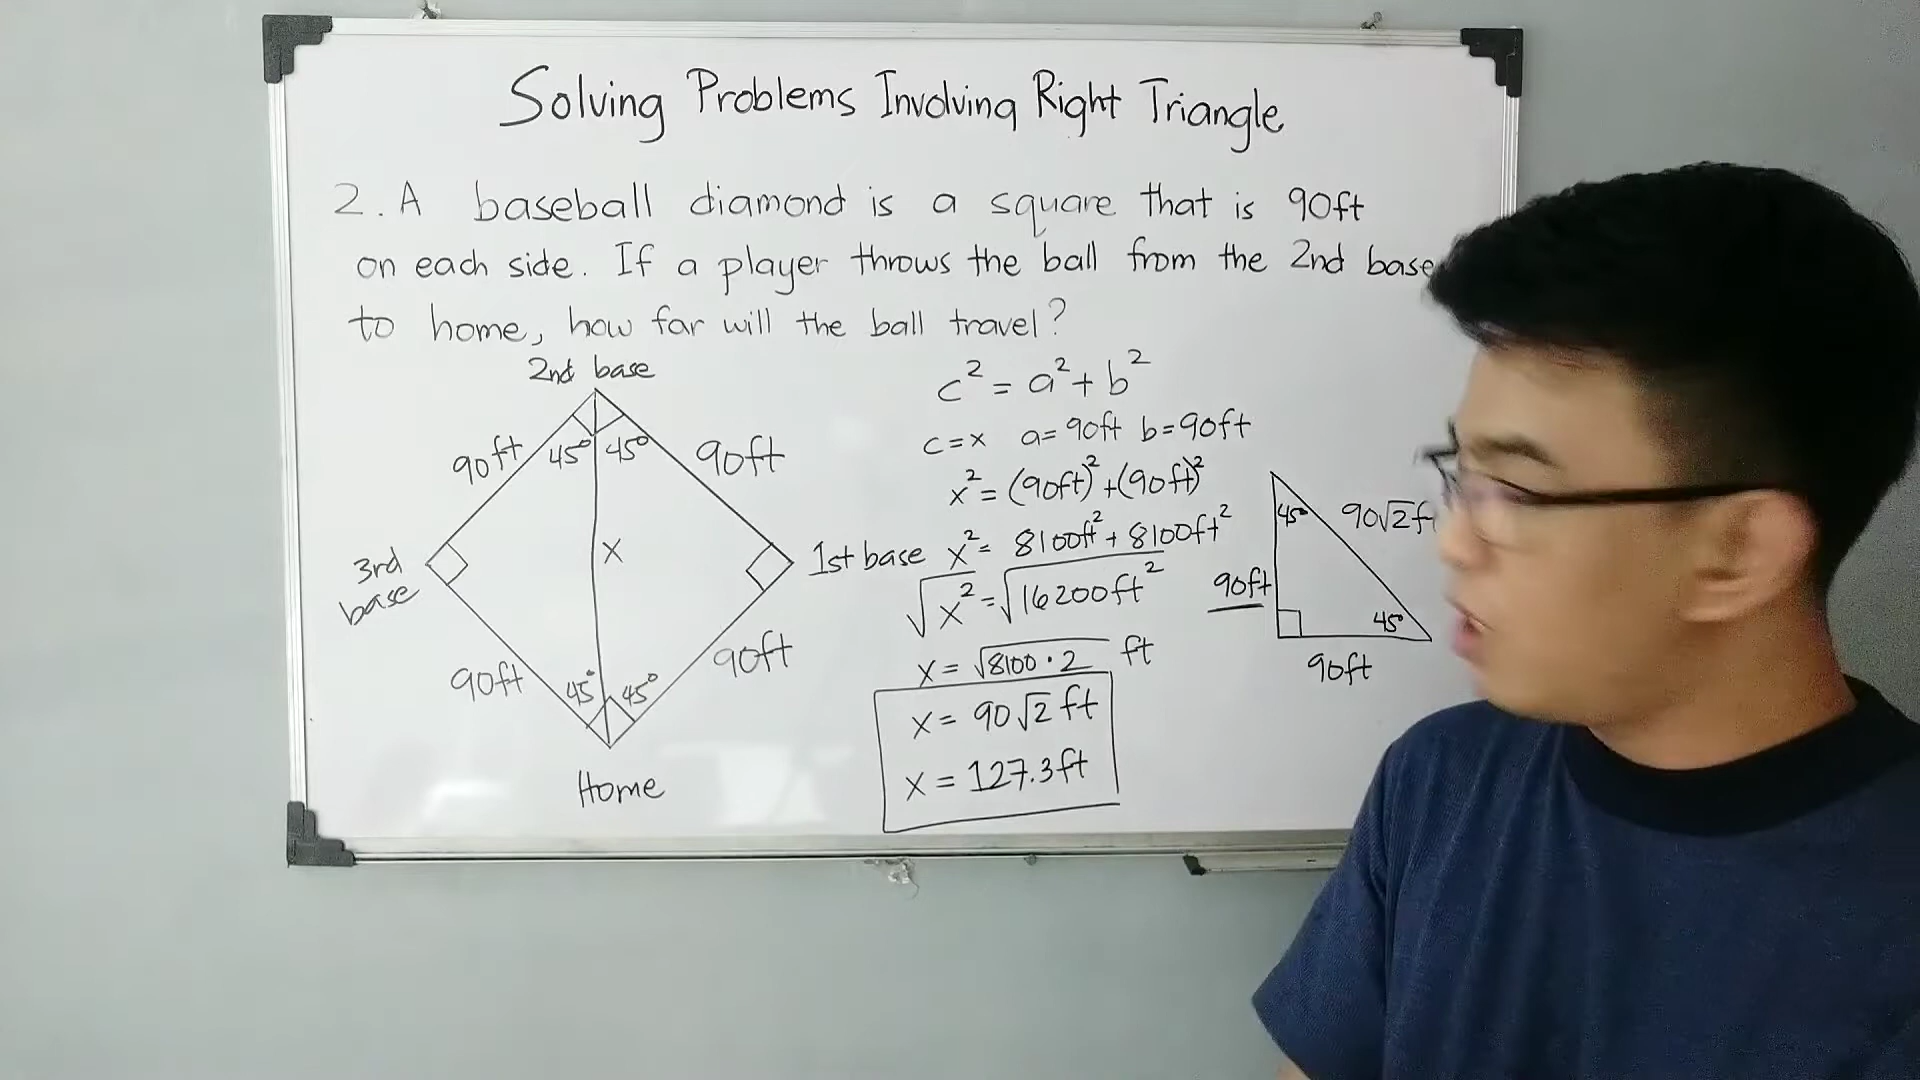 Solving Problems Involving Right Triangle
2. A baseball diamond is a square that is 90ft
on each side. If a player throws the ball from the 2nd base
to home, how far will the ball travel?
2nd base
90ft
45° 45°
90ft
3rd
base
x
1st base
90ft
45° 45°
90ft
Home
c² = a² + b²
c = x a = 90ft b = 90ft
x² = (90ft)² + (90ft)²
x² = 8100ft² + 8100ft²
√x² = √16200ft²
x = √8100 · 2 ft
x = 90√2 ft
x = 127.3ft
45°
90√2 f
90ft
45°
90ft